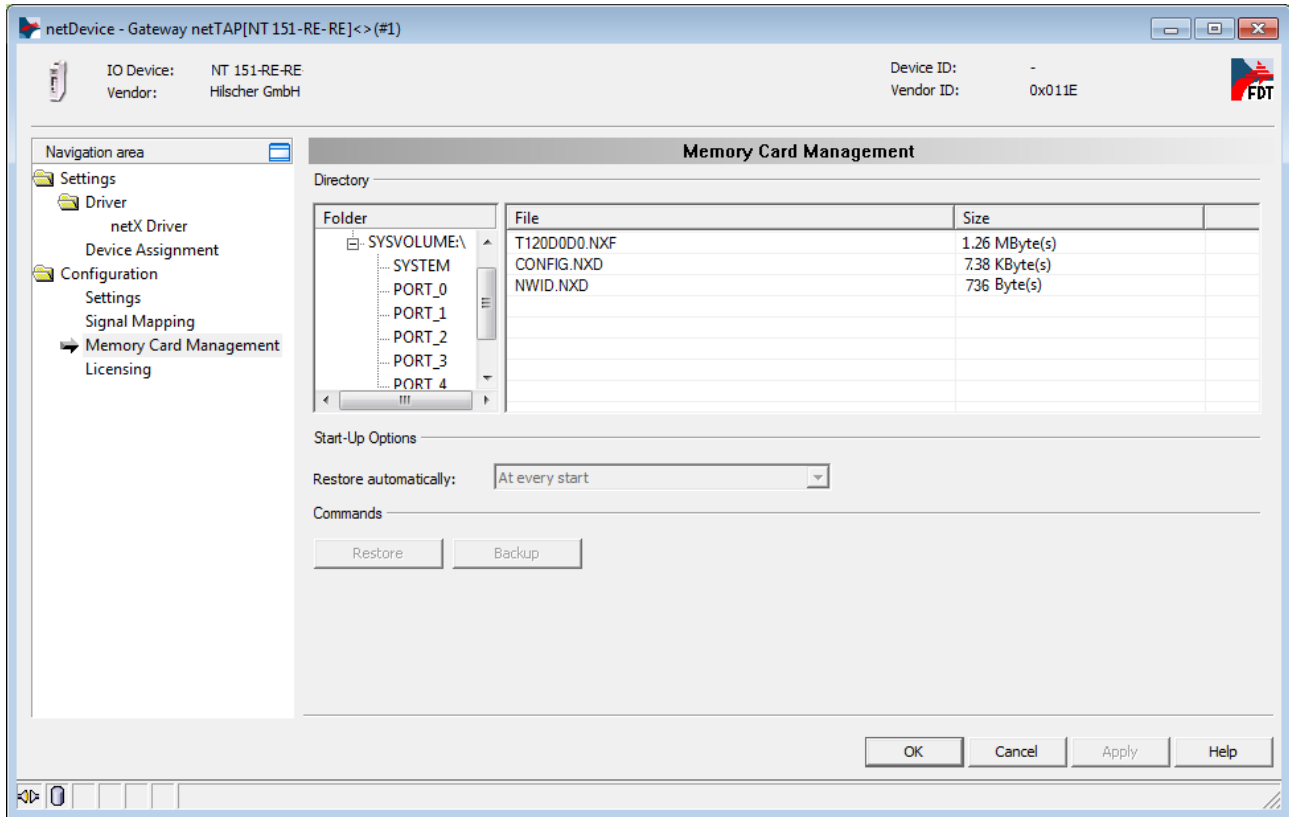 netDevice - Gateway netTAP[NT 151-RE-RE]<>(#1)
IO Device: NT 151-RE-RE Device ID: -
Vendor: Hilscher GmbH Vendor ID: 0x011E
FDT
Navigation area
Settings
Driver
netX Driver
Device Assignment
Configuration
Settings
Signal Mapping
Memory Card Management
Licensing
Memory Card Management
Directory
Folder File Size
SYSVOLUME:\ T120D0D0.NXF 1.26 MByte(s)
SYSTEM CONFIG.NXD 7.38 KByte(s)
PORT_0 NWID.NXD 736 Byte(s)
PORT_1
PORT_2
PORT_3
PORT_4
Start-Up Options
Restore automatically: At every start
Commands
Restore Backup
OK Cancel Apply Help